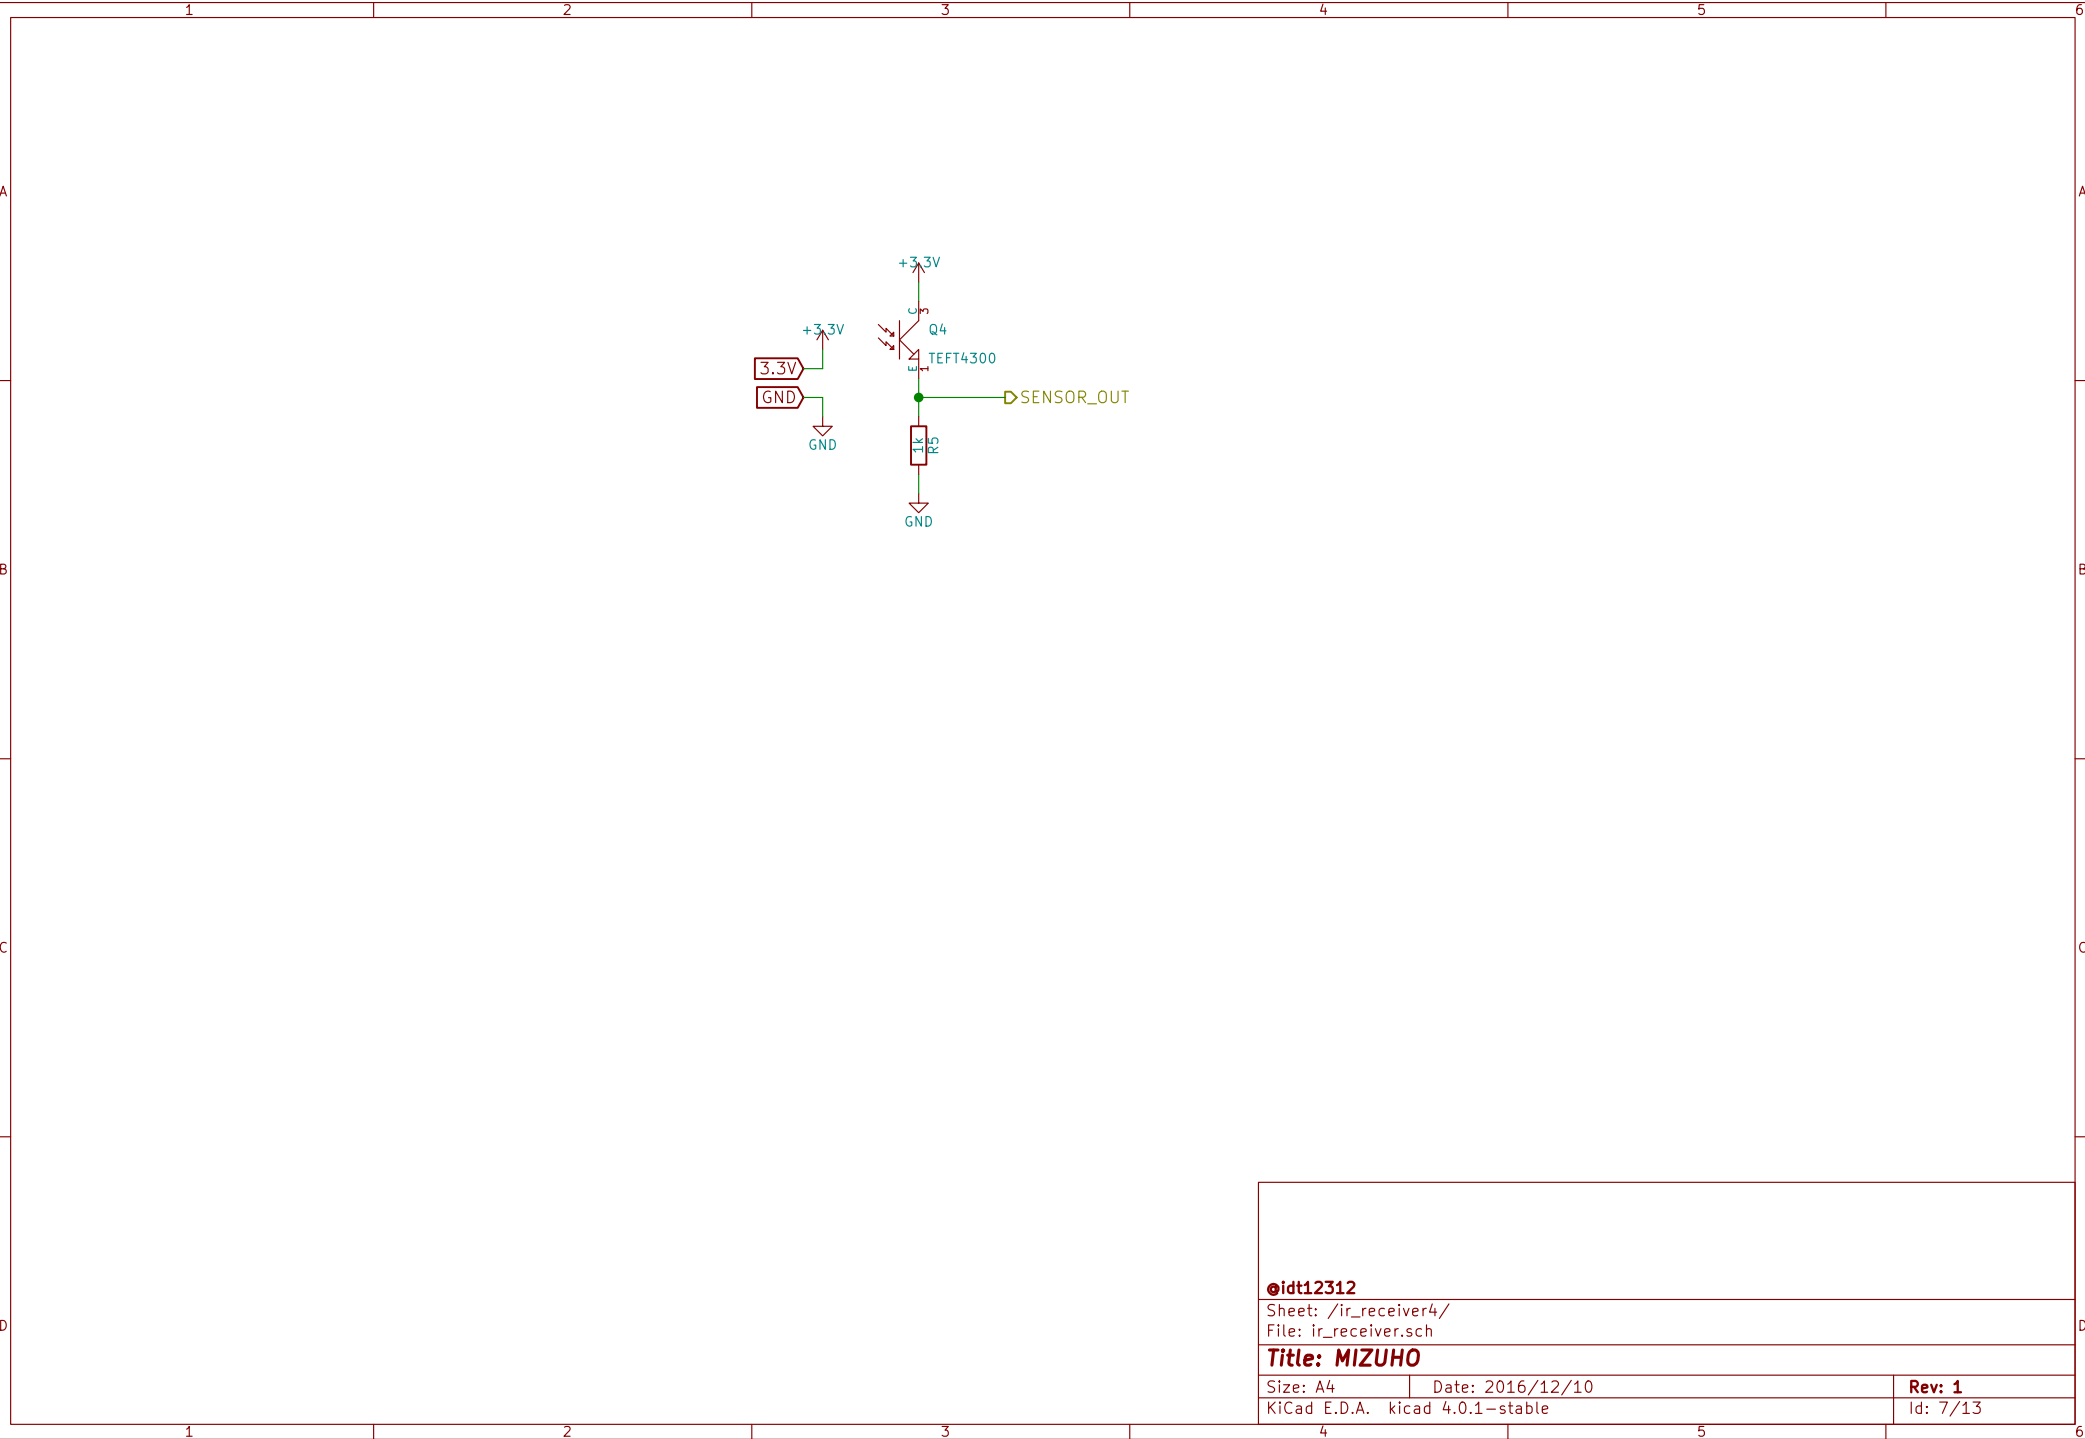 1 2 3 4 5 6
A A
+3.3V
C 3
+3.3V Q4
TEFT4300
3.3V E 1
GND SENSOR_OUT
GND 1k R5
GND
B B
C C
@idt12312
Sheet: /ir_receiver4/
File: ir_receiver.sch
D D
Title: MIZUHO
Size: A4 Date: 2016/12/10 Rev: 1
KiCad E.D.A. kicad 4.0.1-stable Id: 7/13
1 2 3 4 5 6